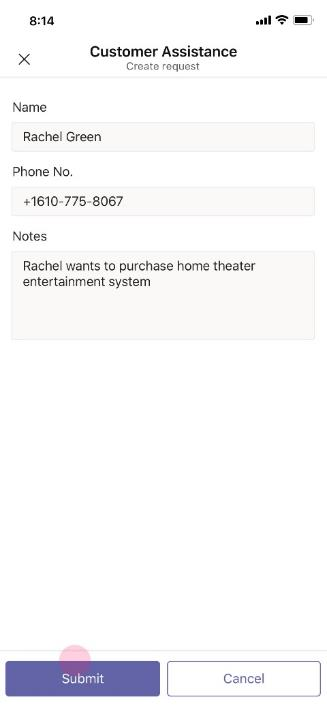 8:14
Customer Assistance
Create request
Name
Rachel Green
Phone No.
+1610-775-8067
Notes
Rachel wants to purchase home theater
entertainment system
Submit
Cancel